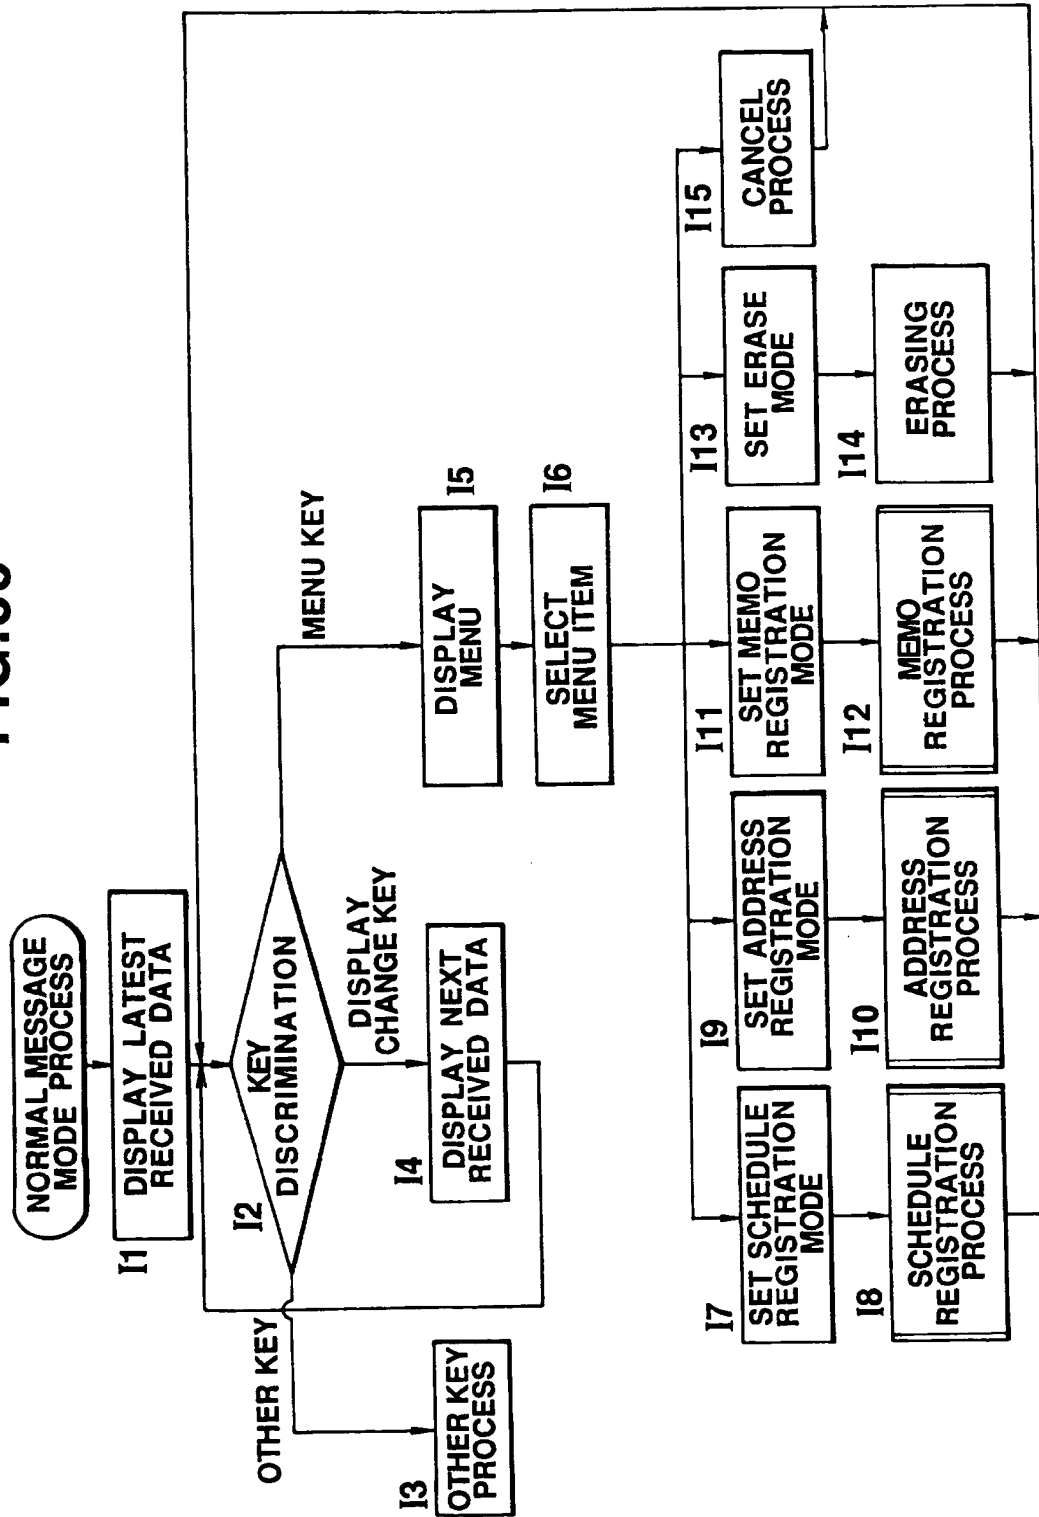 NORMAL MESSAGE
MODE PROCESS
I1
DISPLAY LATEST
RECEIVED DATA
I2
KEY
DISCRIMINATION
OTHER KEY
DISPLAY
CHANGE KEY
MENU KEY
I3
OTHER KEY
PROCESS
I4
DISPLAY NEXT
RECEIVED DATA
DISPLAY
MENU
I5
SELECT
MENU ITEM
I6
I7
SET SCHEDULE
REGISTRATION
MODE
I9
SET ADDRESS
REGISTRATION
MODE
I11
SET MEMO
REGISTRATION
MODE
I13
SET ERASE
MODE
I15
CANCEL
PROCESS
I8
SCHEDULE
REGISTRATION
PROCESS
I10
ADDRESS
REGISTRATION
PROCESS
I12
MEMO
REGISTRATION
PROCESS
I14
ERASING
PROCESS